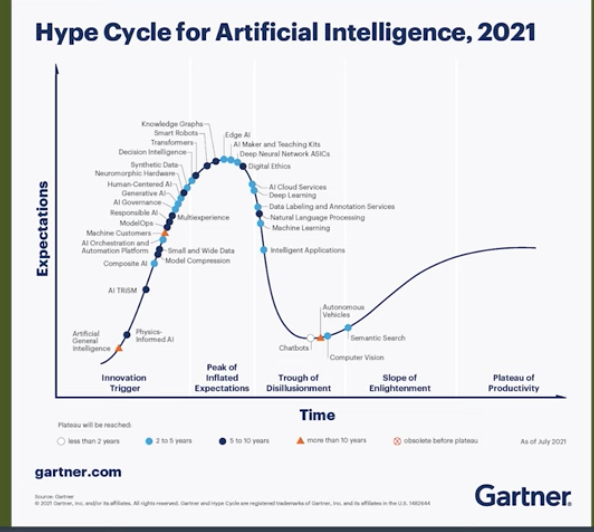 Hype Cycle for Artificial Intelligence, 2021
Expectations
Knowledge Graphs
Smart Robots
Transformers
Decision Intelligence
Synthetic Data
Neuromorphic Hardware
Human-Centered AI
Generative AI
AI Governance
Responsible AI
ModelOps
Machine Customers
AI Orchestration and
Automation Platform
Composite AI
AI TRiSM
Artificial
General
Intelligence
Physics-
Informed AI
Multiexperience
Small and Wide Data
Model Compression
Edge AI
AI Maker and Teaching Kits
Deep Neural Network ASICs
Digital Ethics
AI Cloud Services
Deep Learning
Data Labeling and Annotation Services
Natural Language Processing
Machine Learning
Intelligent Applications
Autonomous
Vehicles
Chatbots
Semantic Search
Computer Vision
Innovation
Trigger
Peak of
Inflated
Expectations
Trough of
Disillusionment
Slope of
Enlightenment
Plateau of
Productivity
Time
Plateau will be reached:
less than 2 years
2 to 5 years
5 to 10 years
more than 10 years
obsolete before plateau
As of July 2021
gartner.com
Source: Gartner
© 2021 Gartner, Inc. and/or its affiliates. All rights reserved. Gartner and Hype Cycle are registered trademarks of Gartner, Inc. and its affiliates in the U.S. 1482644
Gartner.